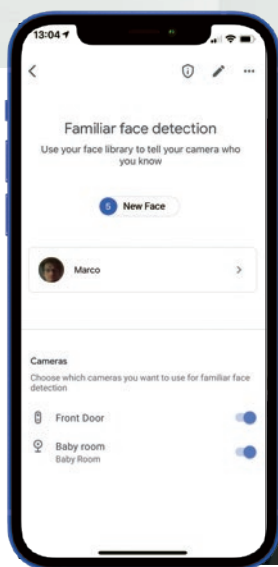 13:04
Familiar face detection
Use your face library to tell your camera who
you know
5 New Face
Marco
Cameras
Choose which cameras you want to use for familiar face
detection
Front Door
Baby room
Baby Room